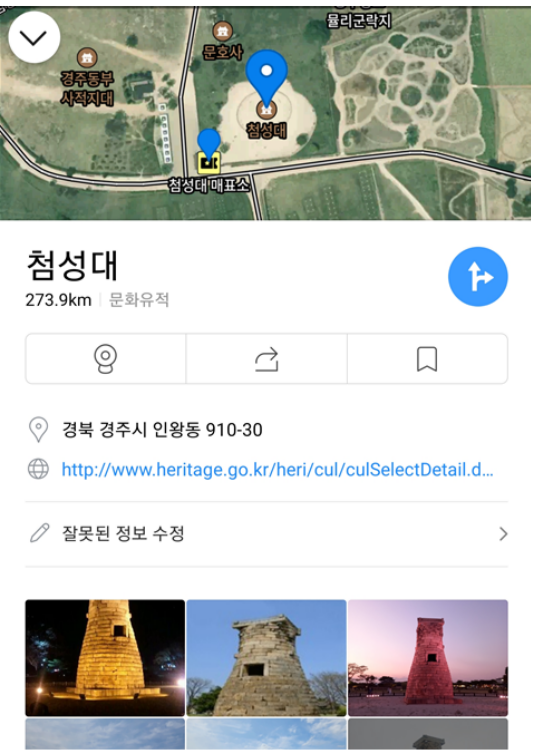 뮬리군락지
문호사
경주동부
사적지대
첨성대
첨성대 매표소
첨성대
273.9km 문화유적
경북 경주시 인왕동 910-30
http://www.heritage.go.kr/heri/cul/culSelectDetail.d...
잘못된 정보 수정